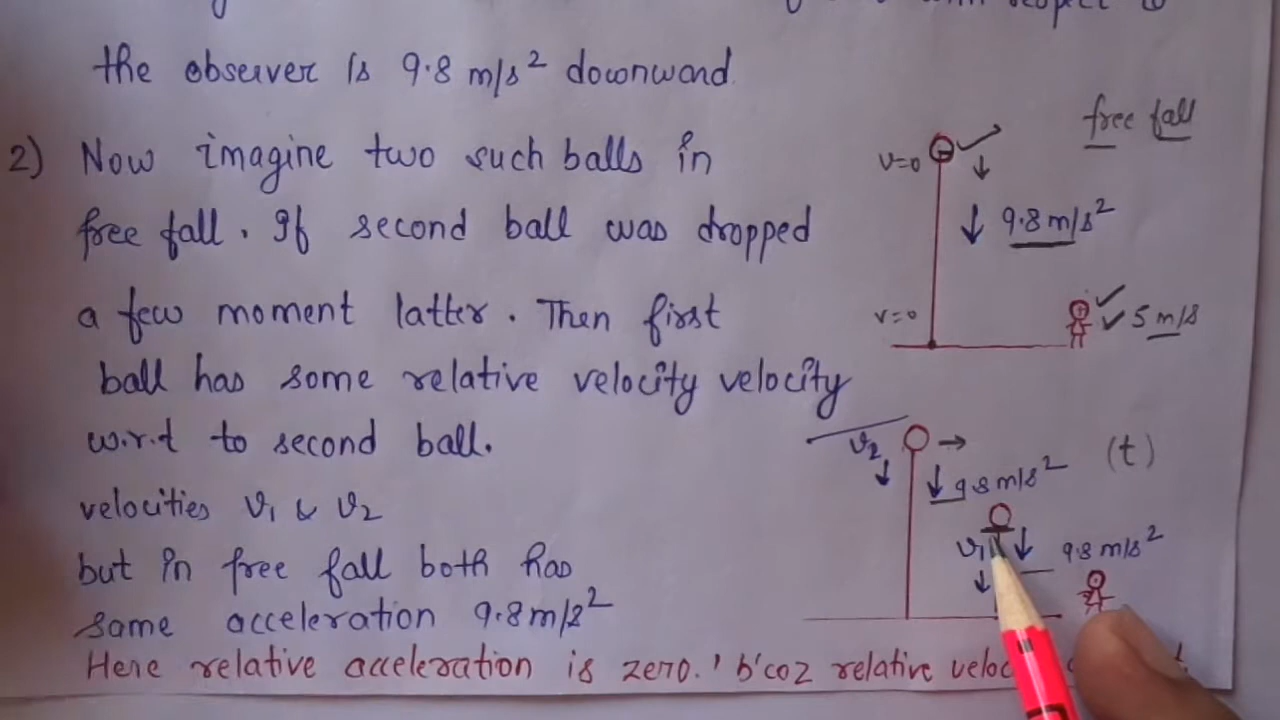 the observer is 9.8 m/s² downward.
2) Now imagine two such balls in
free fall. If second ball was dropped
a few moment latter. Then first
ball has some relative velocity velocity
w.r.t to second ball.
velocities v₁ & v₂
but in free fall both has
same acceleration 9.8m/s²
Here relative acceleration is zero. 'b'coz relative
free fall
v=0
9.8 m/s²
v=0
5 m/s
v₂
9.8 m/s²
(t)
v₁
9.8 m/s²